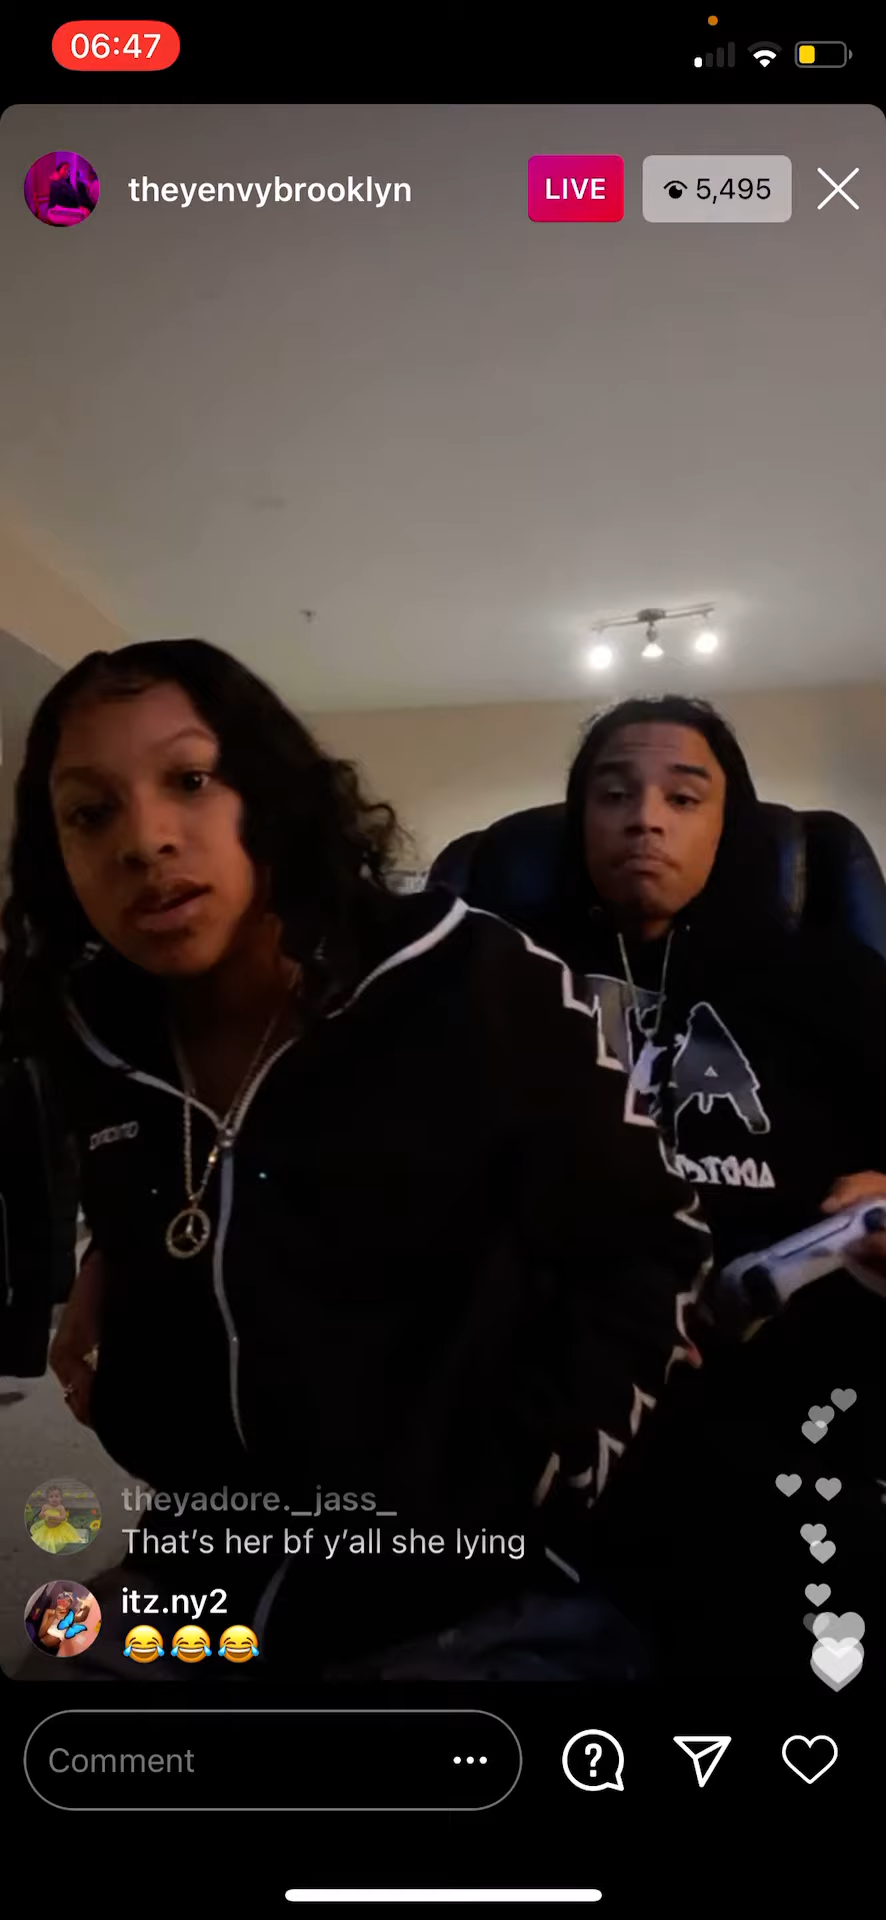 06:47
theyenvybrooklyn
LIVE
5,495
theyadore._jass_
That's her bf y'all she lying
itz.ny2
😂😂😂
Comment